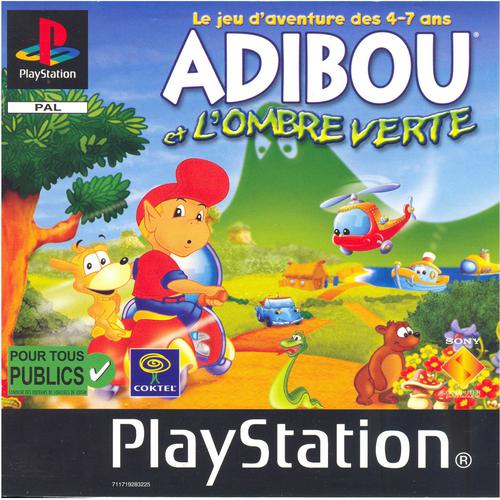 Le jeu d'aventure des 4-7 ans
PlayStation
PAL
ADIBOU®
et L'OMBRE VERTE
POUR TOUS
PUBLICS
COKTEL
SONY
COMPUTER
PlayStation®
711719283225